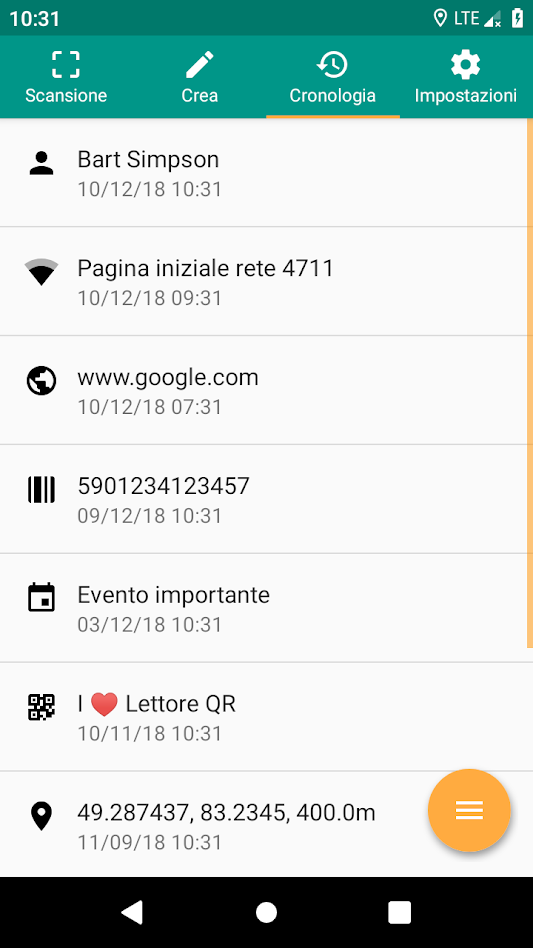 10:31 LTE
Scansione Crea Cronologia Impostazioni
Bart Simpson
10/12/18 10:31
Pagina iniziale rete 4711
10/12/18 09:31
www.google.com
10/12/18 07:31
5901234123457
09/12/18 10:31
Evento importante
03/12/18 10:31
I ❤️ Lettore QR
10/11/18 10:31
49.287437, 83.2345, 400.0m
11/09/18 10:31